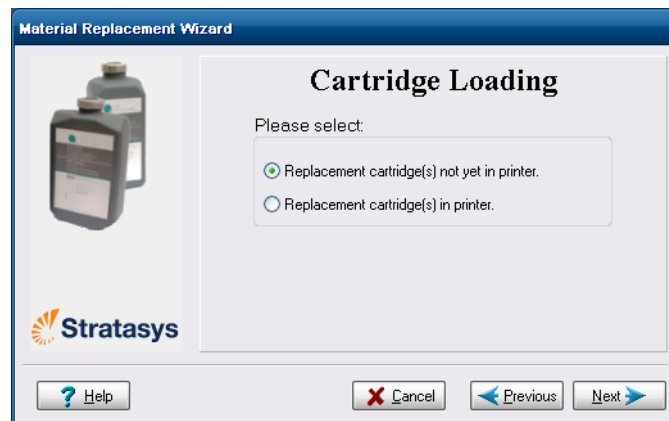 Material Replacement Wizard
Cartridge Loading
Please select:
Replacement cartridge(s) not yet in printer.
Replacement cartridge(s) in printer.
Stratasys
? Help
Cancel
Previous
Next